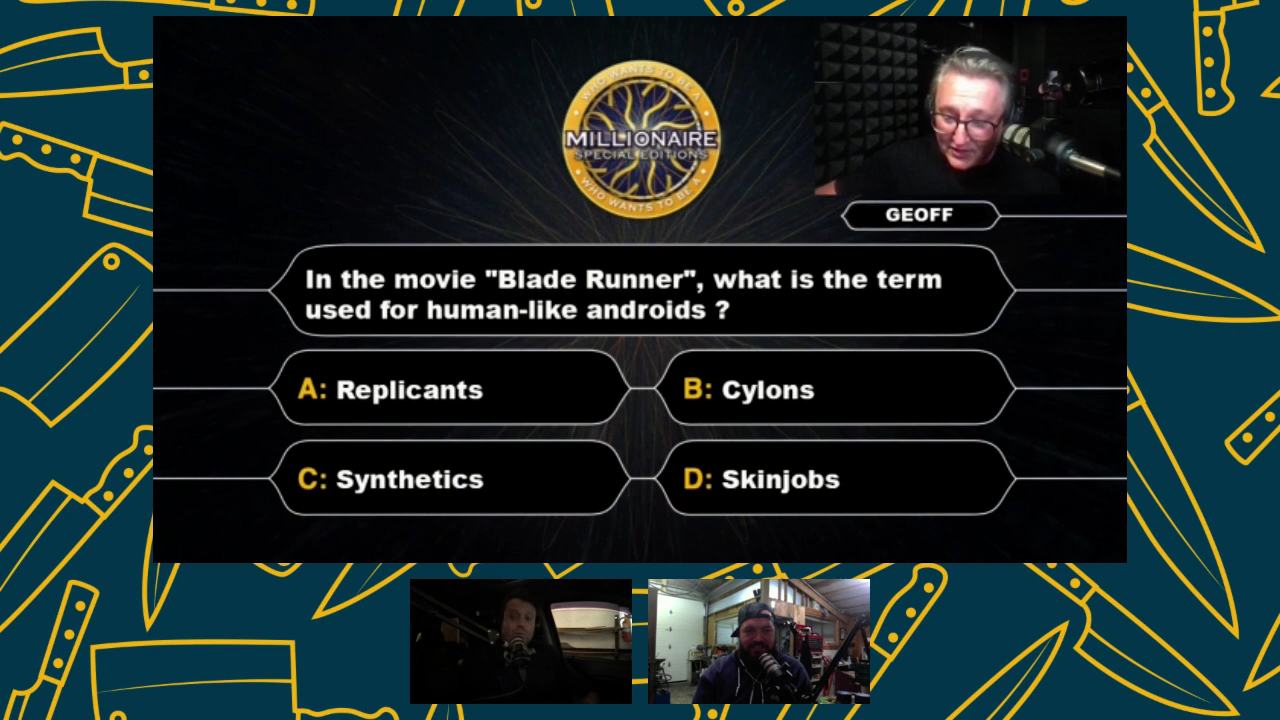 WHO WANTS TO BE A
MILLIONAIRE
SPECIAL EDITIONS
WHO WANTS TO BE A
GEOFF
In the movie "Blade Runner", what is the term
used for human-like androids ?
A: Replicants
B: Cylons
C: Synthetics
D: Skinjobs